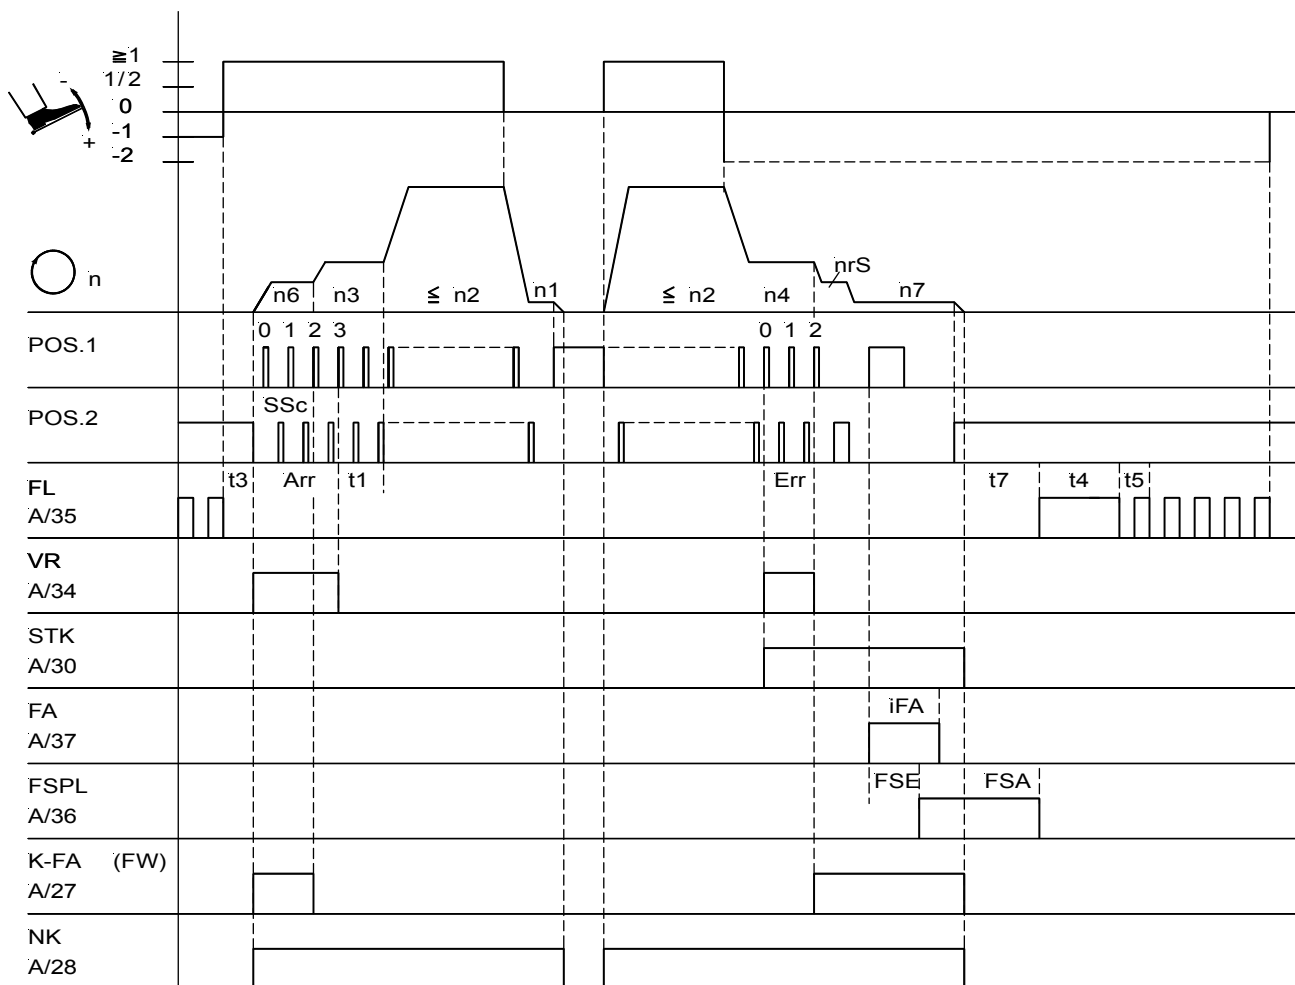 ≧1
1/2
0
-1
-2
-
+
n
n6 n3 ≦ n2 n1 ≦ n2 n4 nrS n7
POS.1
0 1 2 3 0 1 2
POS.2
SSc
FL
A/35
t3 Arr t1 Err t7 t4 t5
VR
A/34
STK
A/30
FA
A/37
iFA
FSPL
A/36
FSE FSA
K-FA (FW)
A/27
NK
A/28